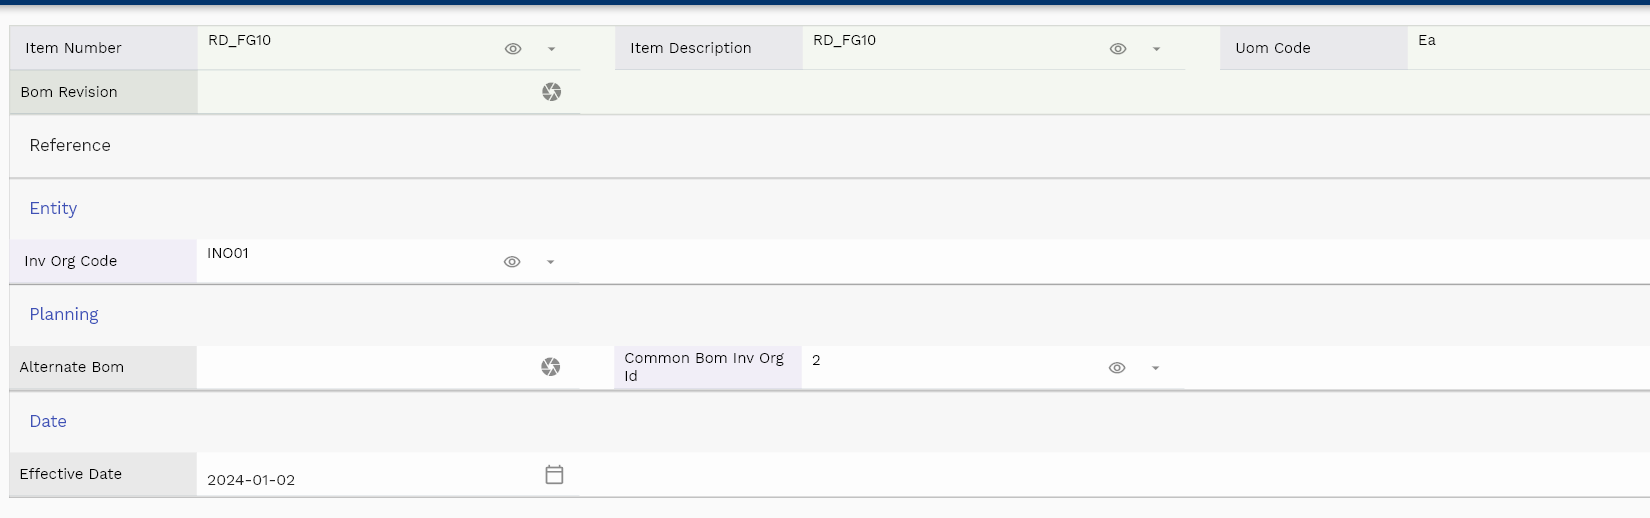 Item Number RD_FG10 Item Description RD_FG10 Uom Code Ea
Bom Revision
Reference
Entity
Inv Org Code INO01
Planning
Alternate Bom Common Bom Inv Org 2
Id
Date
Effective Date 2024-01-02